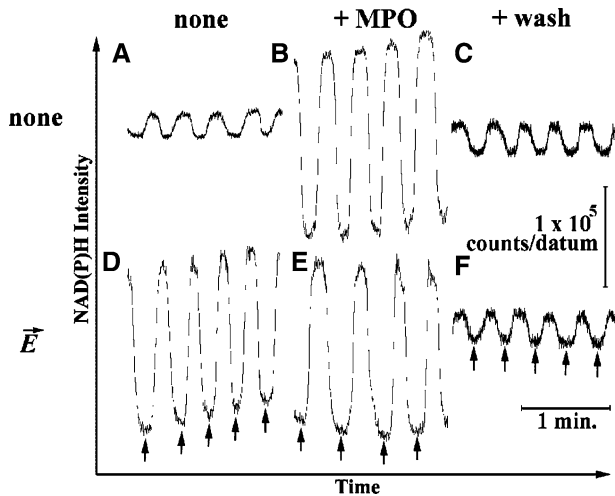 none + MPO + wash
A B C
none
NAD(P)H Intensity
1 x 10⁵
counts/datum
D E F
E⃗
1 min.
Time